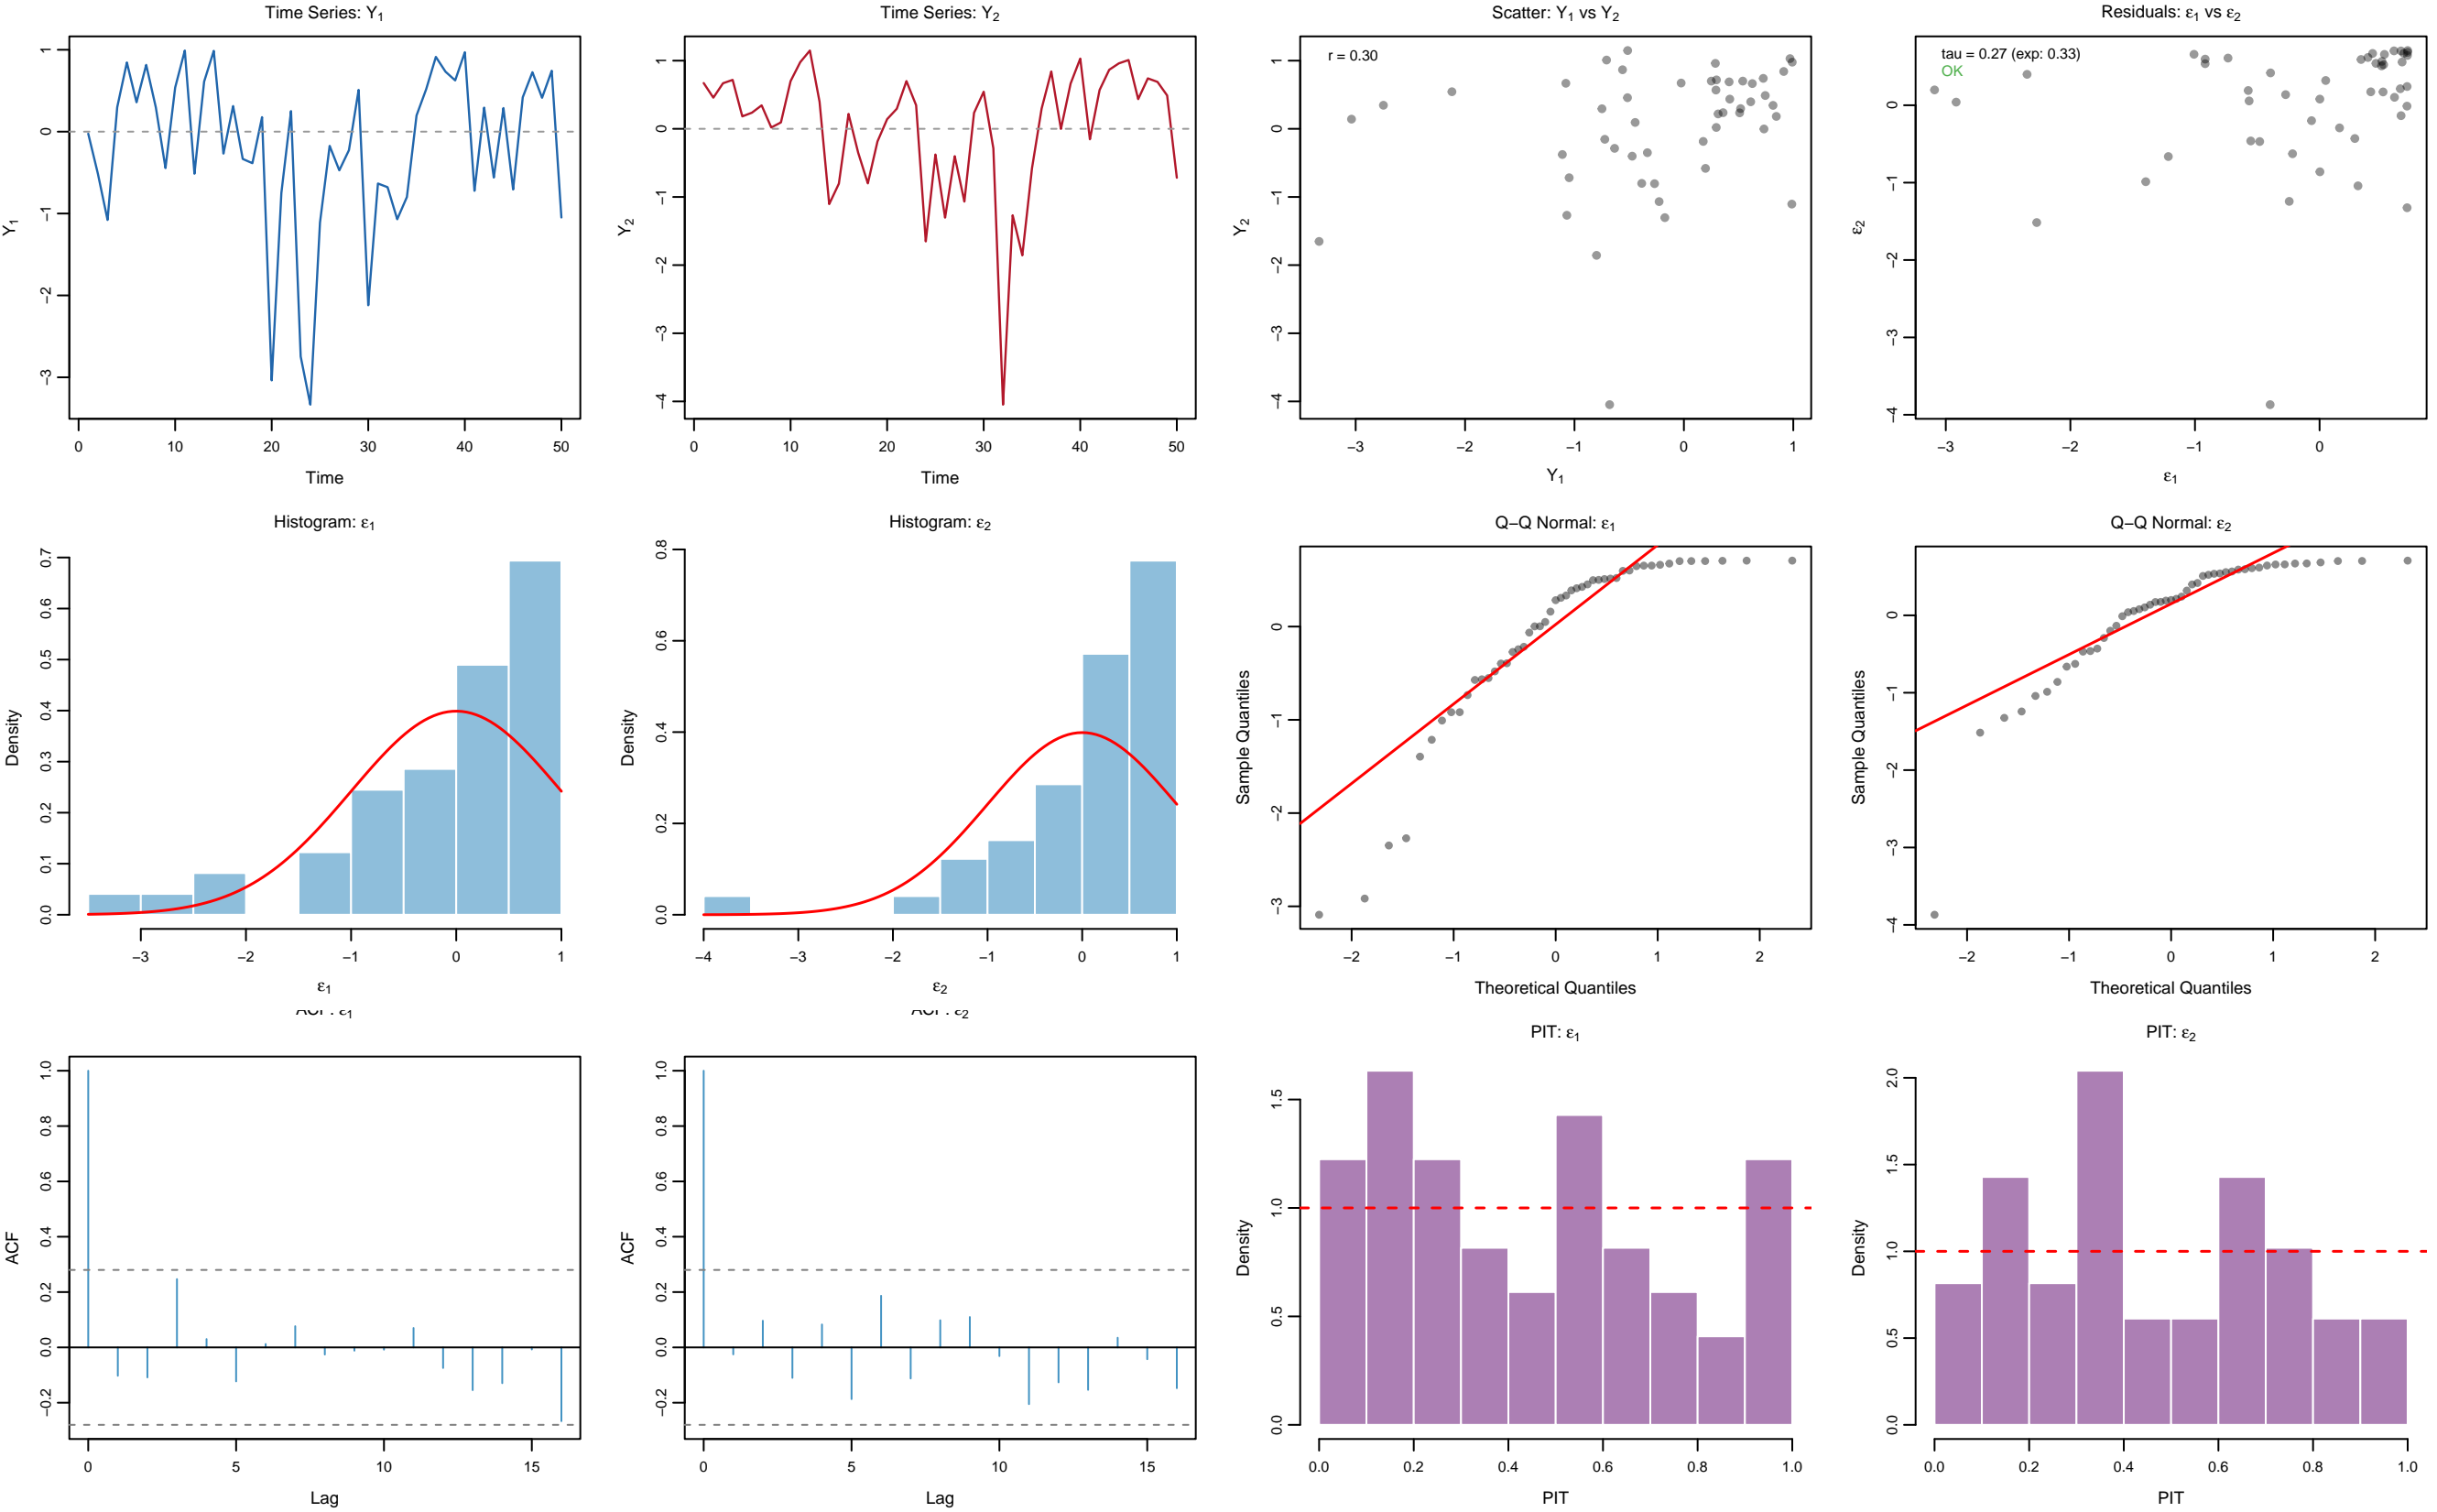 Time Series: Y₁
1
0
−1
−2
−3
Y₁
0 10 20 30 40 50
Time
Time Series: Y₂
1
0
−1
−2
−3
−4
Y₂
0 10 20 30 40 50
Time
Scatter: Y₁ vs Y₂
r = 0.30
1
0
−1
−2
−3
−4
Y₂
−3 −2 −1 0 1
Y₁
Residuals: ε₁ vs ε₂
tau = 0.27 (exp: 0.33)
OK
0
−1
−2
−3
−4
ε₂
−3 −2 −1 0
ε₁
Histogram: ε₁
0.7
0.6
0.5
0.4
0.3
0.2
0.1
0.0
Density
−3 −2 −1 0 1
ε₁
Histogram: ε₂
0.8
0.6
0.4
0.2
0.0
Density
−4 −3 −2 −1 0 1
ε₂
Q−Q Normal: ε₁
0
−1
−2
−3
Sample Quantiles
−2 −1 0 1 2
Theoretical Quantiles
Q−Q Normal: ε₂
0
−1
−2
−3
−4
Sample Quantiles
−2 −1 0 1 2
Theoretical Quantiles
ACF: ε₁
1.0
0.8
0.6
0.4
0.2
0.0
−0.2
ACF
0 5 10 15
Lag
ACF: ε₂
1.0
0.8
0.6
0.4
0.2
0.0
−0.2
ACF
0 5 10 15
Lag
PIT: ε₁
1.5
1.0
0.5
0.0
Density
0.0 0.2 0.4 0.6 0.8 1.0
PIT
PIT: ε₂
2.0
1.5
1.0
0.5
0.0
Density
0.0 0.2 0.4 0.6 0.8 1.0
PIT